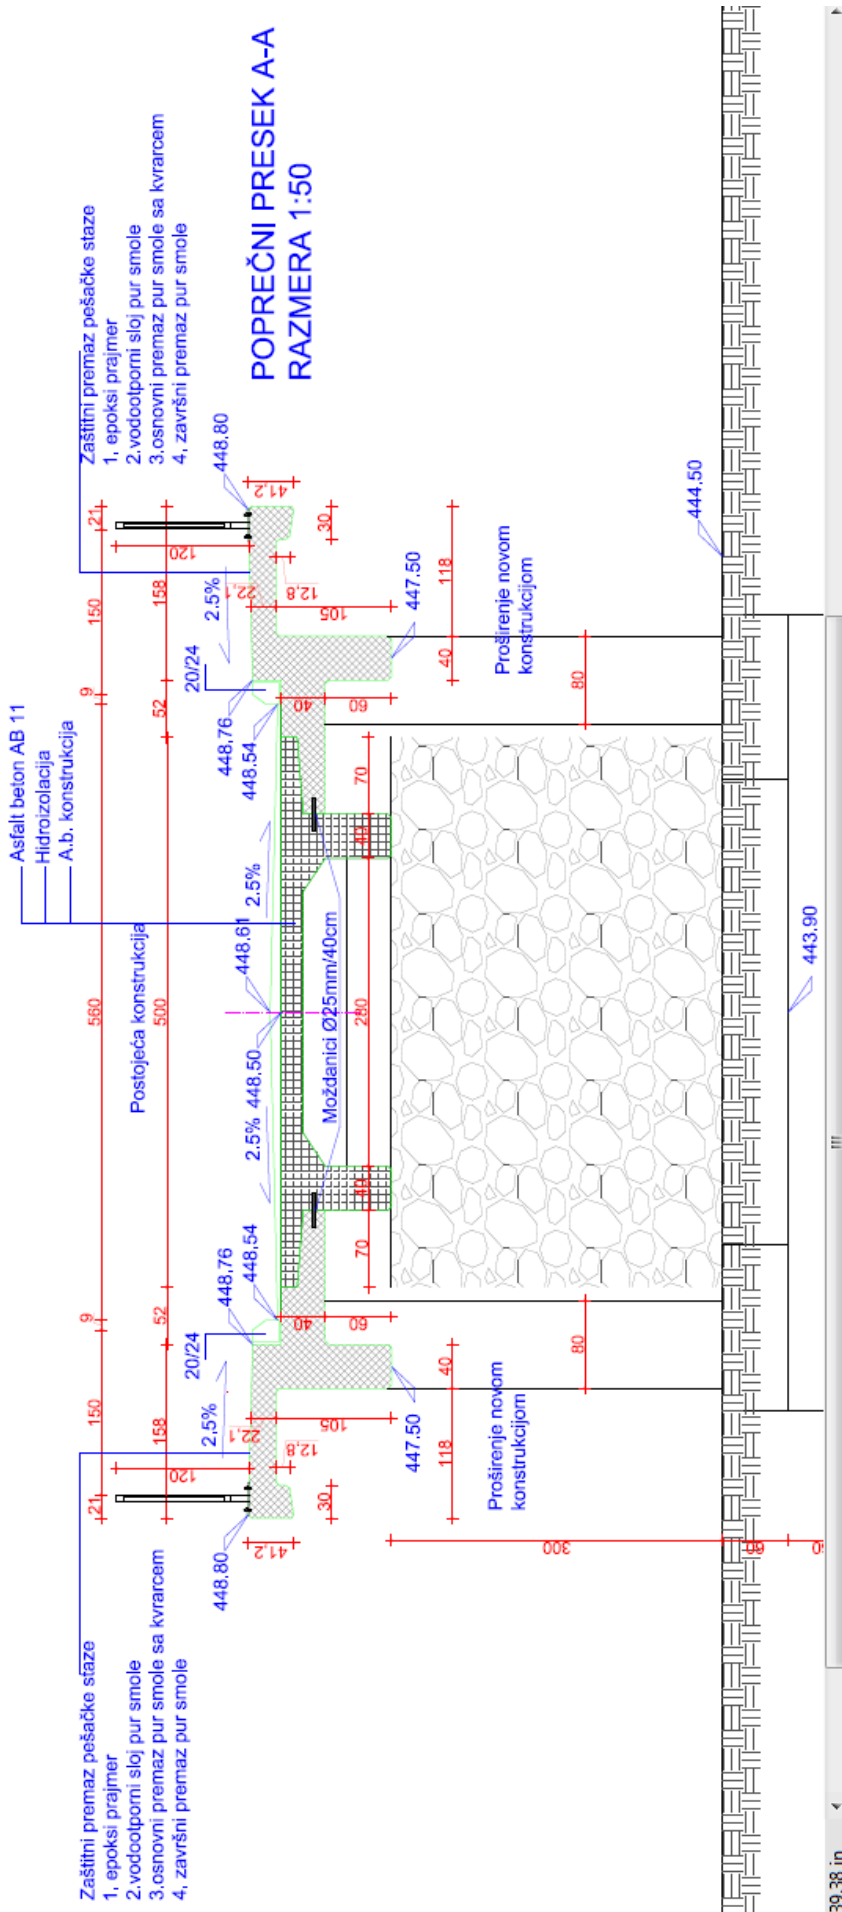 Asfalt beton AB 11
Hidroizolacija
A.b. konstrukcija
Zaštitni premaz pešačke staze
1, epoksi prajmer
2.vodootporni sloj pur smole
3.osnovni premaz pur smole sa kvrarcem
4, završni premaz pur smole
Zaštitni premaz pešačke staze
1, epoksi prajmer
2.vodootporni sloj pur smole
3.osnovni premaz pur smole sa kvrarcem
4, završni premaz pur smole
21
150
9
560
9
150
21
Postojeća konstrukcija
120
158
52
500
52
158
120
20/24
20/24
2,5%
2.5%
2.5%
2.5%
448.80
448,76
448,54
448.50
448.61
448.54
448.76
448.80
POPREČNI PRESEK A-A
RAZMERA 1:50
41,2
22,1
12,8
40
40
22,1
12,8
41,2
30
105
60
Moždanici Ø25mm/40cm
60
105
30
70
40
280
40
70
447.50
447.50
118
40
40
118
Proširenje novom
konstrukcijom
Proširenje novom
konstrukcijom
80
80
300
444.50
60
443.90
39,38 in